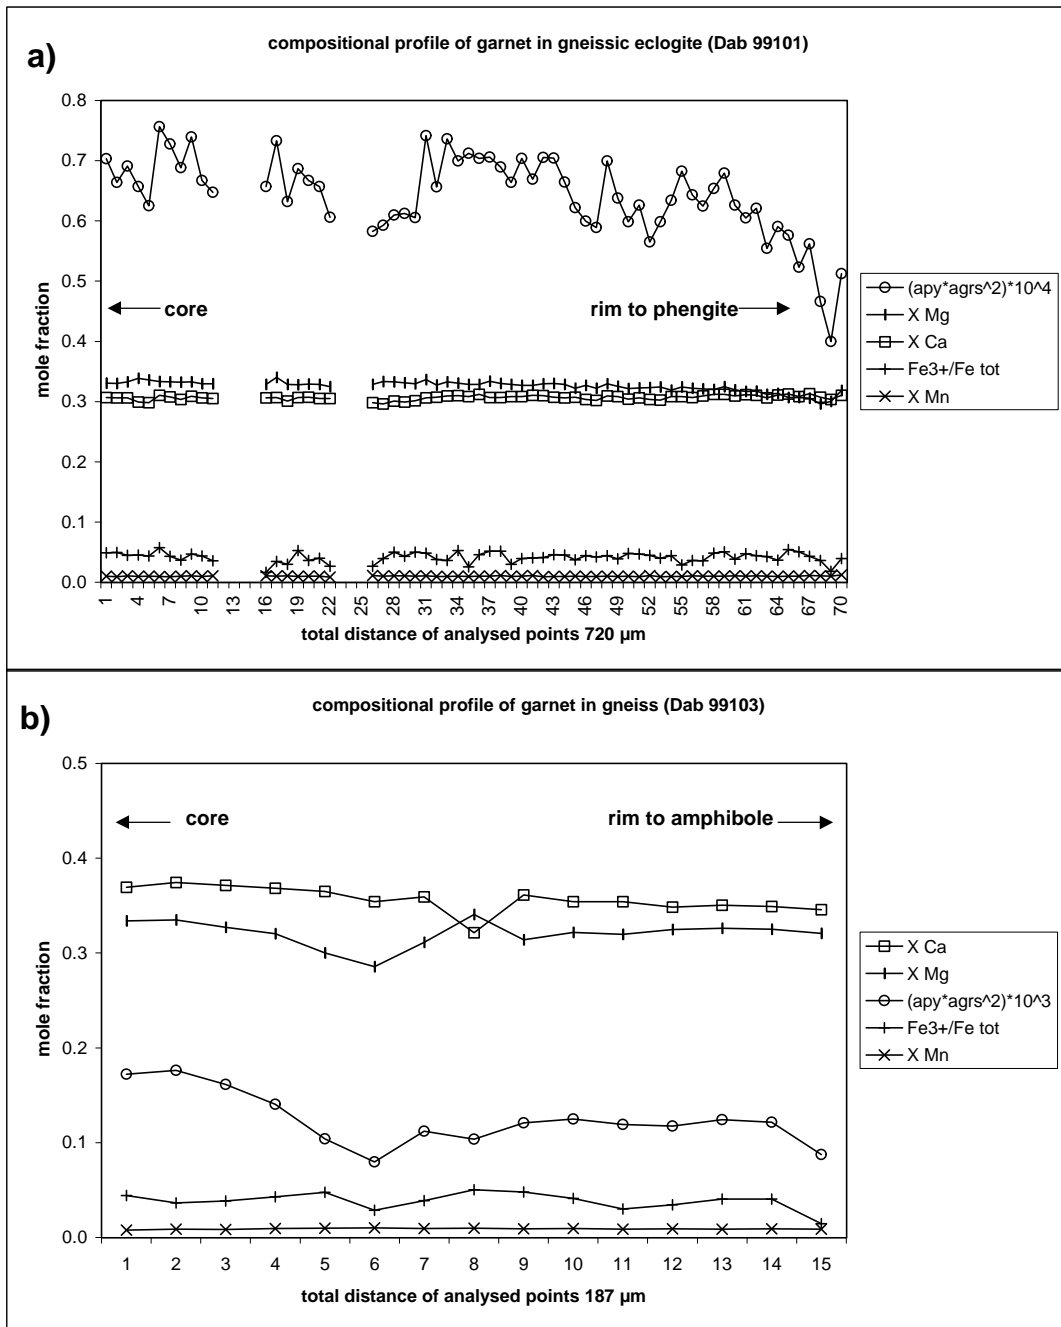 a)
compositional profile of garnet in gneissic eclogite (Dab 99101)
mole fraction
0.8
0.7
0.6
0.5
0.4
0.3
0.2
0.1
0.0
core
rim to phengite
1 4 7 10 13 16 19 22 25 28 31 34 37 40 43 46 49 52 55 58 61 64 67 70
total distance of analysed points 720 µm
(apy*agrs^2)*10^4
X Mg
X Ca
Fe3+/Fe tot
X Mn
b)
compositional profile of garnet in gneiss (Dab 99103)
mole fraction
0.5
0.4
0.3
0.2
0.1
0.0
core
rim to amphibole
1 2 3 4 5 6 7 8 9 10 11 12 13 14 15
total distance of analysed points 187 µm
X Ca
X Mg
(apy*agrs^2)*10^3
Fe3+/Fe tot
X Mn